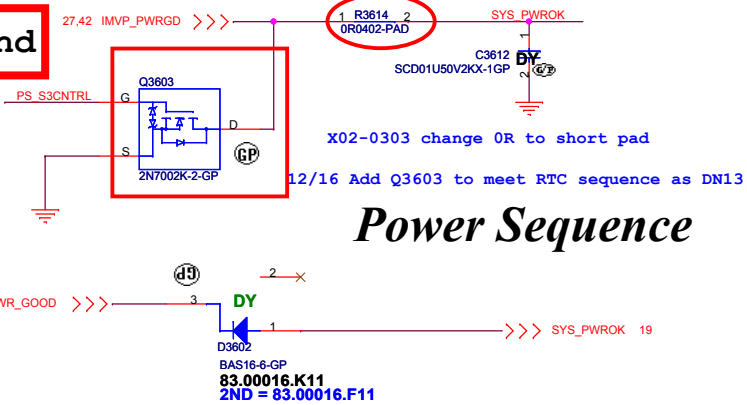 nd
27,42 IMVP_PWRGD
1 R3614 2
0R0402-PAD
SYS_PWROK
C3612
SCD01U50V2KX-1GP
1
DY
2
G/P
Q3603
PS_S3CNTRL
G
D
S
GP
2N7002K-2-GP
X02-0303 change 0R to short pad
12/16 Add Q3603 to meet RTC sequence as DN13
Power Sequence
GP
2
WR_GOOD
3
DY
1
SYS_PWROK 19
D3602
BAS16-6-GP
83.00016.K11
2ND = 83.00016.F11